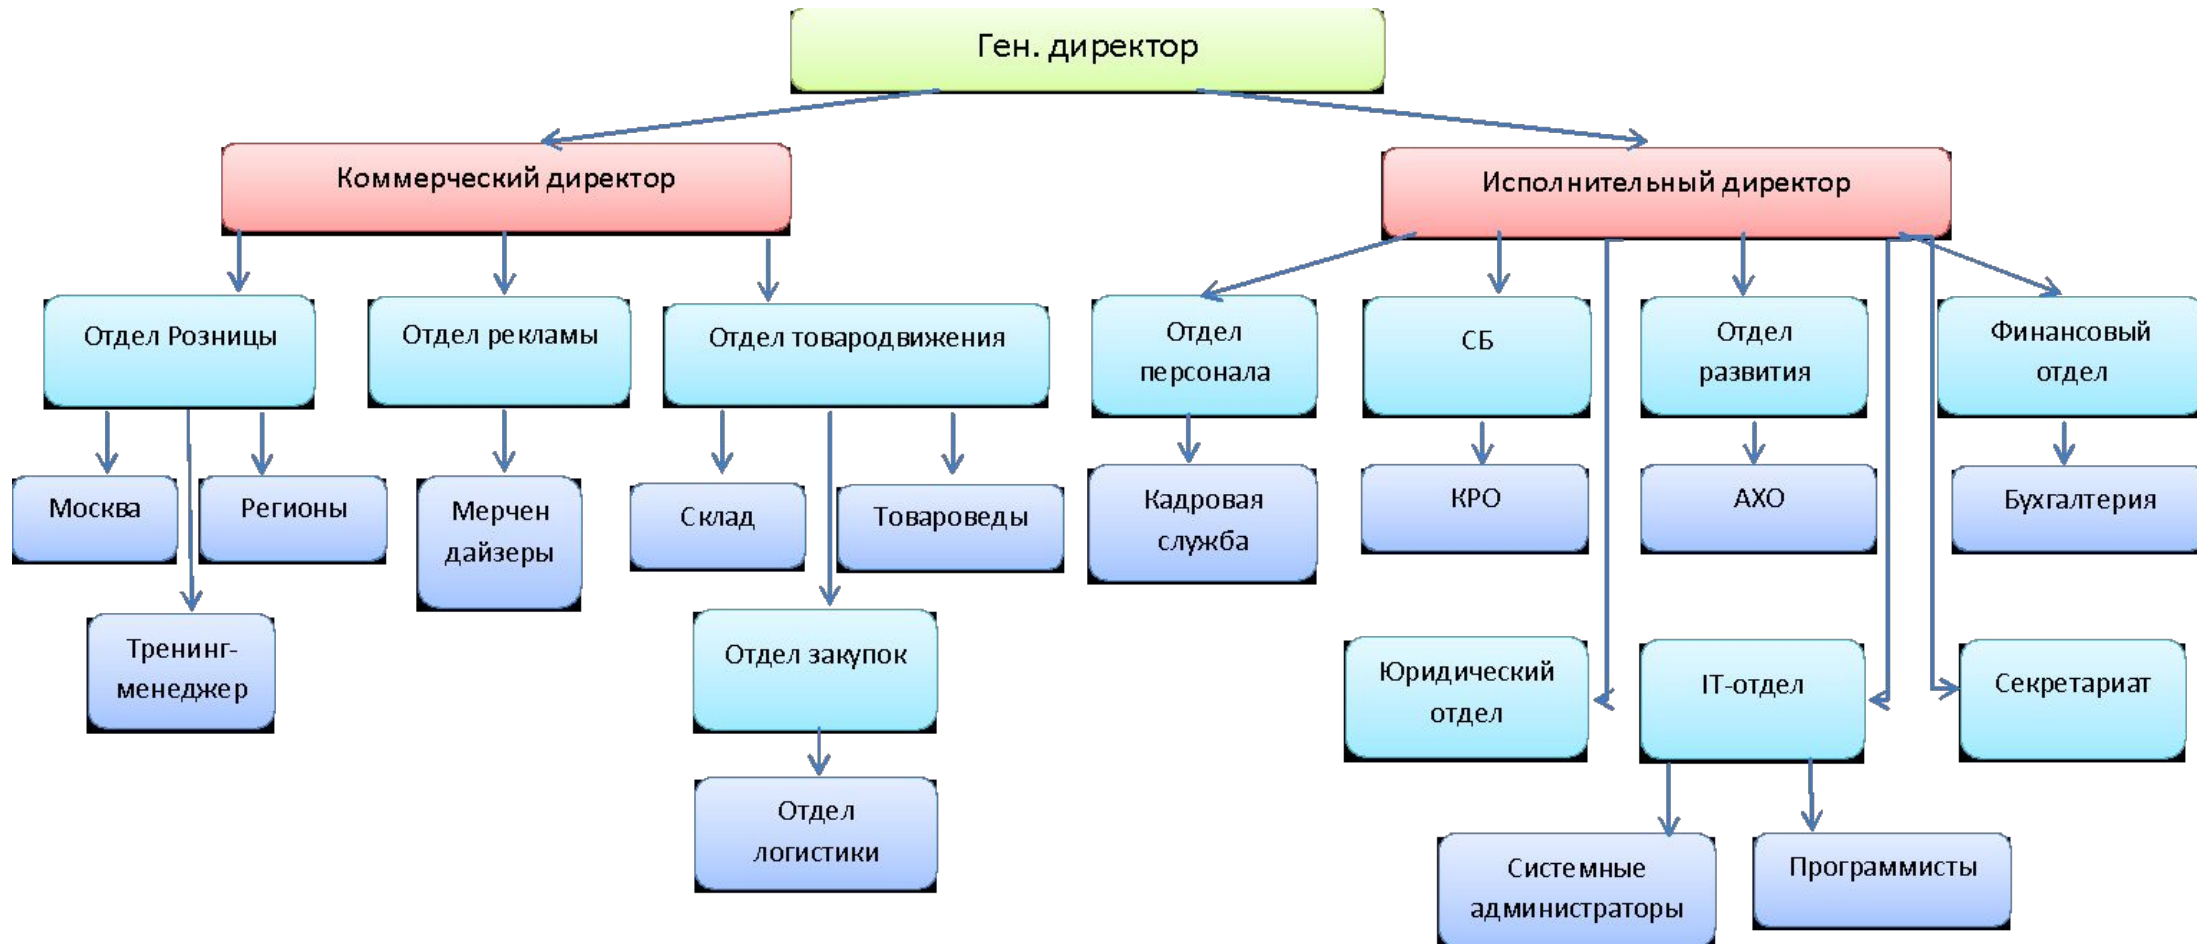 Ген. директор
Коммерческий директор
Исполнительный директор
Отдел Розницы
Отдел рекламы
Отдел товародвижения
Отдел
персонала
СБ
Отдел
развития
Финансовый
отдел
Москва
Регионы
Мерчен
дайзеры
Склад
Товароведы
Кадровая
служба
КРО
АХО
Бухгалтерия
Тренинг-
менеджер
Отдел закупок
Юридический
отдел
IT-отдел
Секретариат
Отдел
логистики
Системные
администраторы
Программисты